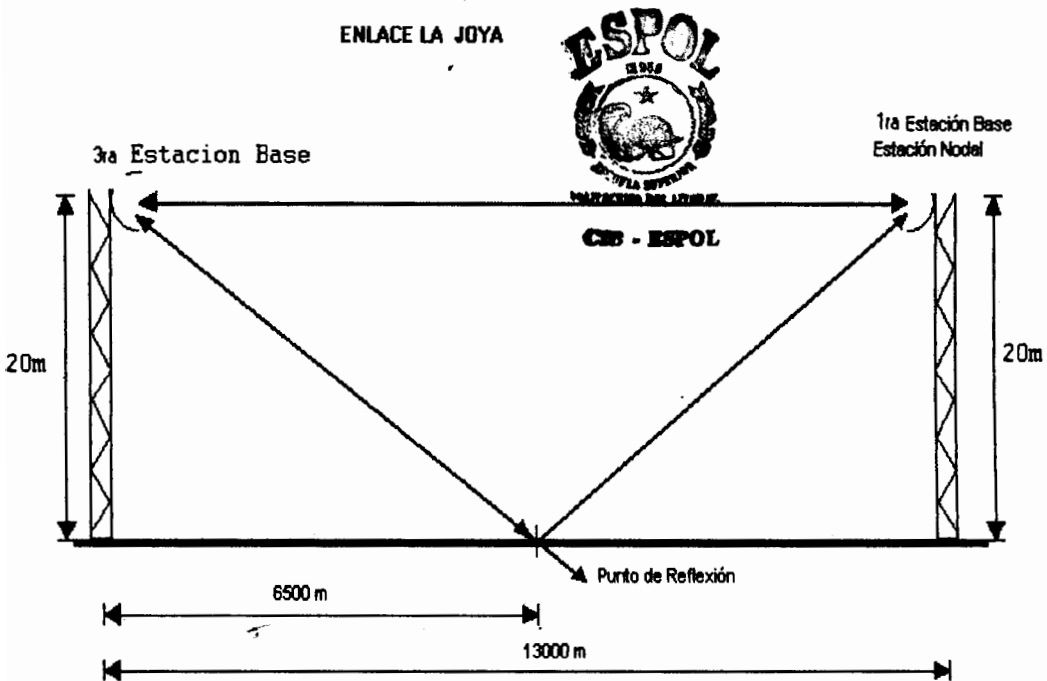 ENLACE LA JOYA
ESPOL
1ra Estación Base
Estación Nodal
3ra Estacion Base
CIB - ESPOL
20m
20m
Punto de Reflexión
6500 m
13000 m